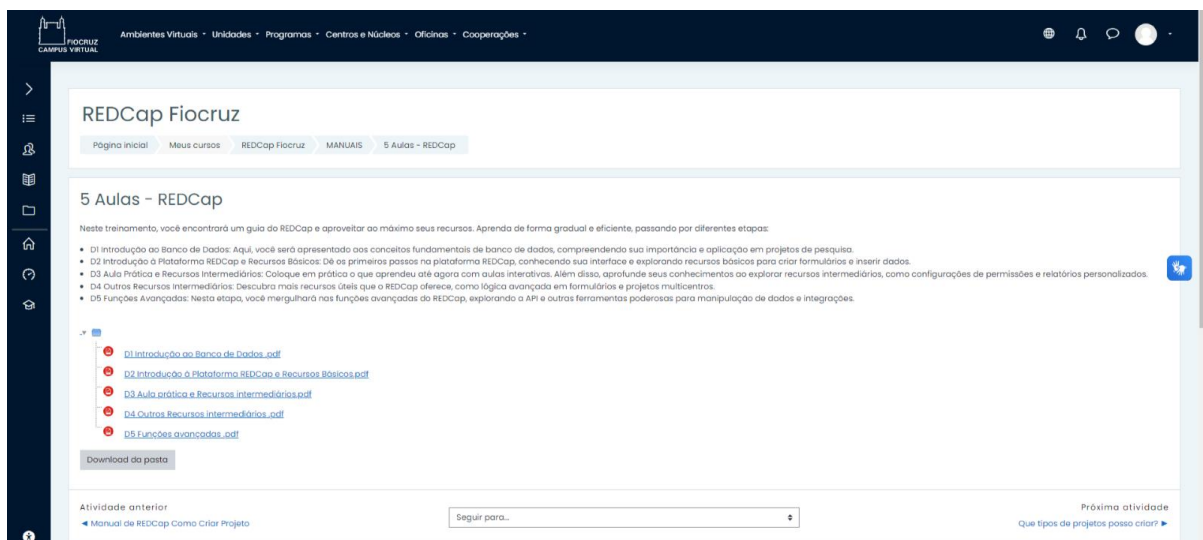 FIOCRUZ
CAMPUS VIRTUAL
Ambientes Virtuais Unidades Programas Centros e Núcleos Oficinas Cooperações
REDCap Fiocruz
Página inicial Meus cursos REDCap Fiocruz MANUAIS 5 Aulas - REDCap
5 Aulas - REDCap
Neste treinamento, você encontrará um guia do REDCap e aproveitar ao máximo seus recursos. Aprenda de forma gradual e eficiente, passando por diferentes etapas:
• D1 Introdução ao Banco de Dados: Aqui, você será apresentado aos conceitos fundamentais de banco de dados, compreendendo sua importância e aplicação em projetos de pesquisa.
• D2 Introdução à Plataforma REDCap e Recursos Básicos: Dê os primeiros passos na plataforma REDCap, conhecendo sua interface e explorando recursos básicos para criar formulários e inserir dados.
• D3 Aula Prática e Recursos Intermediários: Coloque em prática o que aprendeu até agora com aulas interativas. Além disso, aprofunde seus conhecimentos ao explorar recursos intermediários, como configurações de permissões e relatórios personalizados.
• D4 Outros Recursos Intermediários: Descubra mais recursos úteis que o REDCap oferece, como lógica avançada em formulários e projetos multicentros.
• D5 Funções Avançadas: Nesta etapa, você mergulhará nas funções avançadas do REDCap, explorando a API e outras ferramentas poderosas para manipulação de dados e integrações.
D1 Introdução ao Banco de Dados .pdf
D2 Introdução à Plataforma REDCap e Recursos Básicos.pdf
D3 Aula prática e Recursos intermediários.pdf
D4 Outros Recursos intermediários .pdf
D5 Funções avançadas .pdf
Download da pasta
Atividade anterior
◄ Manual de REDCap Como Criar Projeto
Seguir para...
Próxima atividade
Que tipos de projetos posso criar? ►